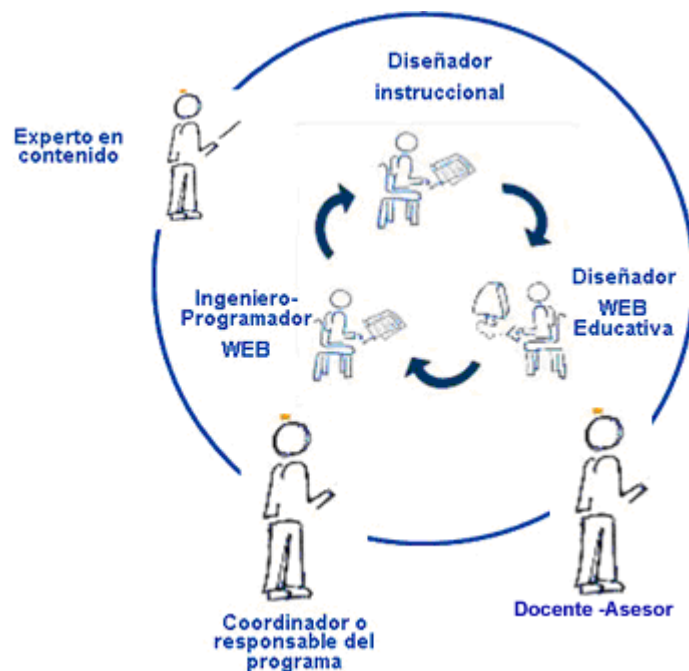 Diseñador
instruccional
Experto en
contenido
Ingeniero-
Programador
WEB
Diseñador
WEB
Educativa
Coordinador o
responsable del
programa
Docente -Asesor